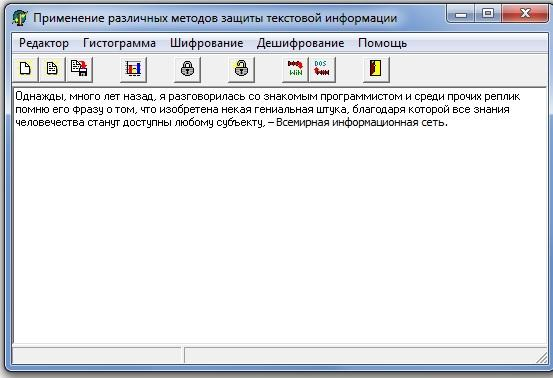 Применение различных методов защиты текстовой информации
Редактор Гистограмма Шифрование Дешифрование Помощь
DOS WIN DOS
Однажды, много лет назад, я разговорилась со знакомым программистом и среди прочих реплик
помню его фразу о том, что изобретена некая гениальная штука, благодаря которой все знания
человечества станут доступны любому субъекту, – Всемирная информационная сеть.